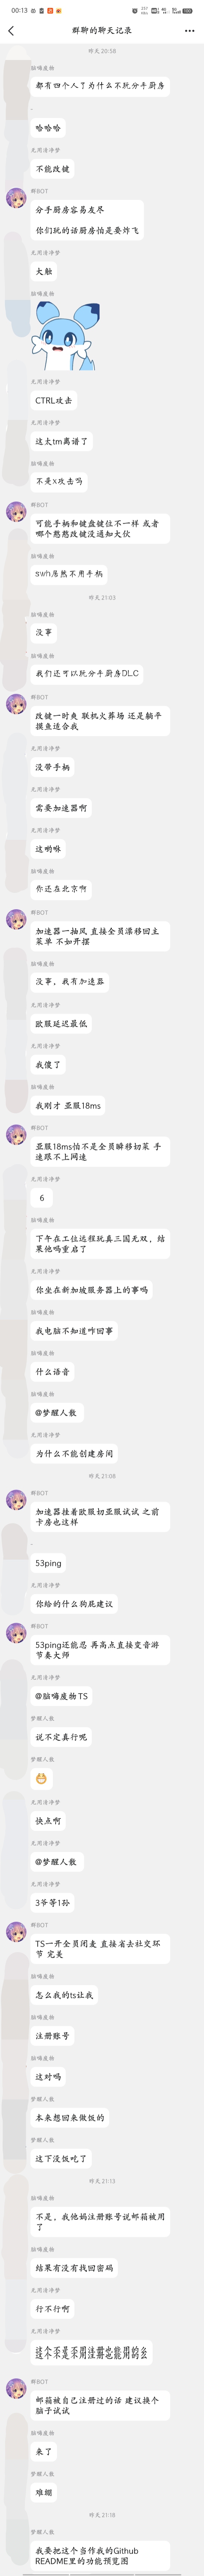 00:13
群聊的聊天记录
昨天 20:58
脑嗨废物
都有四个人了为什么不玩分手厨房
-
哈哈哈
无用清净梦
不能改键
群BOT
分手厨房容易友尽
你们玩的话厨房怕是要炸飞
无用清净梦
大触
脑嗨废物
无用清净梦
CTRL攻击
无用清净梦
这太tm离谱了
脑嗨废物
不是X攻击吗
群BOT
可能手柄和键盘键位不一样 或者
哪个憨憨改键没通知大伙
脑嗨废物
swh居然不用手柄
昨天 21:03
脑嗨废物
没事
脑嗨废物
我们还可以玩分手厨房DLC
群BOT
改键一时爽 联机火葬场 还是躺平
摸鱼适合我
无用清净梦
没带手柄
无用清净梦
需要加速器啊
无用清净梦
这哟咻
脑嗨废物
你还在北京啊
群BOT
加速器一抽风 直接全员漂移回主
菜单 不如开摆
脑嗨废物
没事，我有加速器
无用清净梦
欧服延迟最低
无用清净梦
我傻了
脑嗨废物
我刚才 亚服18ms
群BOT
亚服18ms怕不是全员瞬移切菜 手
速跟不上网速
无用清净梦
6
脑嗨废物
下午在工位远程玩真三国无双，结
果他吗重启了
无用清净梦
你坐在新加坡服务器上的事吗
脑嗨废物
我电脑不知道咋回事
脑嗨废物
什么语音
脑嗨废物
@梦醒人散
无用清净梦
为什么不能创建房间
昨天 21:08
群BOT
加速器挂着欧服切亚服试试 之前
卡房也这样
-
53ping
无用清净梦
你给的什么狗屁建议
群BOT
53ping还能忍 再高点直接变音游
节奏大师
无用清净梦
@脑嗨废物 TS
梦醒人散
说不定真行呢
梦醒人散
无用清净梦
快点啊
无用清净梦
@梦醒人散
无用清净梦
3爷等1孙
群BOT
TS一开全员闭麦 直接省去社交环
节 完美
脑嗨废物
怎么我的ts让我
脑嗨废物
注册账号
脑嗨废物
这对吗
梦醒人散
本来想回来做饭的
梦醒人散
这下没饭吃了
昨天 21:13
脑嗨废物
不是，我他妈注册账号说邮箱被用
了
脑嗨废物
结果有没有找回密码
无用清净梦
行不行啊
无用清净梦
这个不是不用注册也能用的么
群BOT
邮箱被自己注册过的话 建议换个
脑子试试
脑嗨废物
来了
梦醒人散
难绷
昨天 21:18
梦醒人散
我要把这个当作我的Github
README里的功能预览图